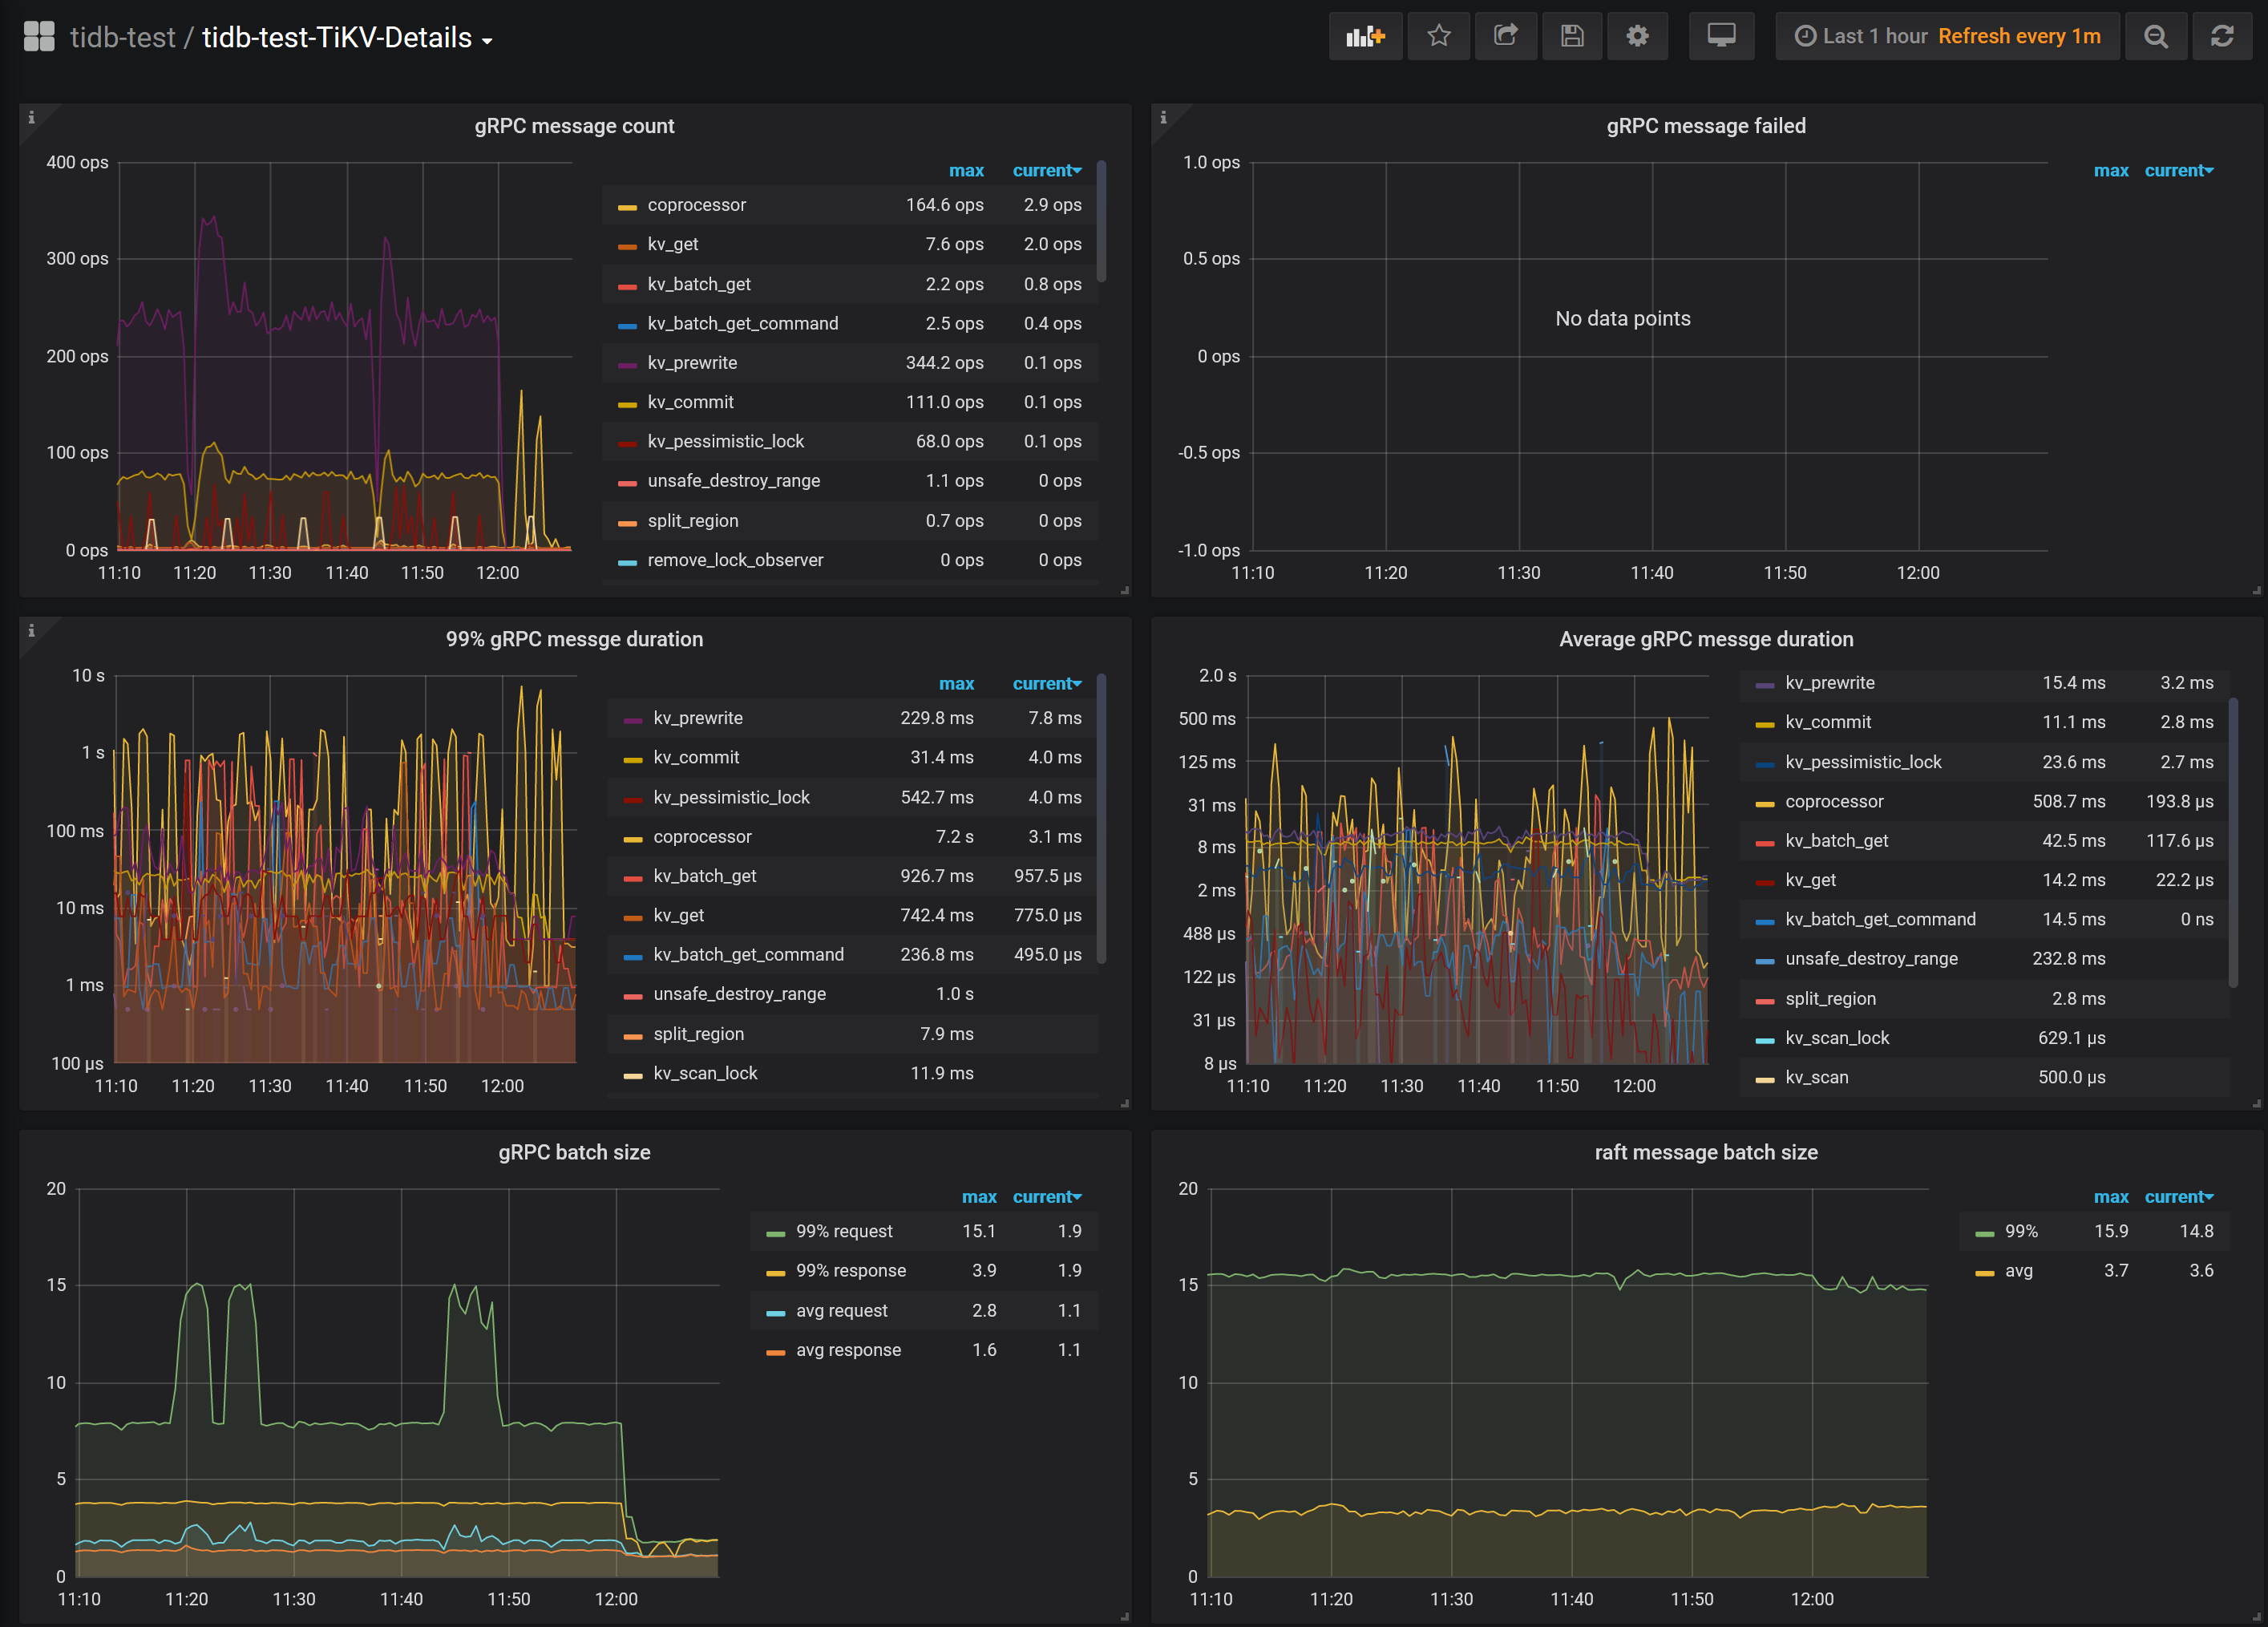 tidb-test / tidb-test-TiKV-Details
Last 1 hour Refresh every 1m
gRPC message count
400 ops
300 ops
200 ops
100 ops
0 ops
11:10 11:20 11:30 11:40 11:50 12:00
max current
coprocessor 164.6 ops 2.9 ops
kv_get 7.6 ops 2.0 ops
kv_batch_get 2.2 ops 0.8 ops
kv_batch_get_command 2.5 ops 0.4 ops
kv_prewrite 344.2 ops 0.1 ops
kv_commit 111.0 ops 0.1 ops
kv_pessimistic_lock 68.0 ops 0.1 ops
unsafe_destroy_range 1.1 ops 0 ops
split_region 0.7 ops 0 ops
remove_lock_observer 0 ops 0 ops
gRPC message failed
1.0 ops
0.5 ops
0 ops
-0.5 ops
-1.0 ops
No data points
11:10 11:20 11:30 11:40 11:50 12:00
max current
99% gRPC messge duration
10 s
1 s
100 ms
10 ms
1 ms
100 µs
11:10 11:20 11:30 11:40 11:50 12:00
max current
kv_prewrite 229.8 ms 7.8 ms
kv_commit 31.4 ms 4.0 ms
kv_pessimistic_lock 542.7 ms 4.0 ms
coprocessor 7.2 s 3.1 ms
kv_batch_get 926.7 ms 957.5 µs
kv_get 742.4 ms 775.0 µs
kv_batch_get_command 236.8 ms 495.0 µs
unsafe_destroy_range 1.0 s
split_region 7.9 ms
kv_scan_lock 11.9 ms
Average gRPC messge duration
2.0 s
500 ms
125 ms
31 ms
8 ms
2 ms
488 µs
122 µs
31 µs
8 µs
11:10 11:20 11:30 11:40 11:50 12:00
kv_prewrite 15.4 ms 3.2 ms
kv_commit 11.1 ms 2.8 ms
kv_pessimistic_lock 23.6 ms 2.7 ms
coprocessor 508.7 ms 193.8 µs
kv_batch_get 42.5 ms 117.6 µs
kv_get 14.2 ms 22.2 µs
kv_batch_get_command 14.5 ms 0 ns
unsafe_destroy_range 232.8 ms
split_region 2.8 ms
kv_scan_lock 629.1 µs
kv_scan 500.0 µs
gRPC batch size
20
15
10
5
0
11:10 11:20 11:30 11:40 11:50 12:00
max current
99% request 15.1 1.9
99% response 3.9 1.9
avg request 2.8 1.1
avg response 1.6 1.1
raft message batch size
20
15
10
5
0
11:10 11:20 11:30 11:40 11:50 12:00
max current
99% 15.9 14.8
avg 3.7 3.6